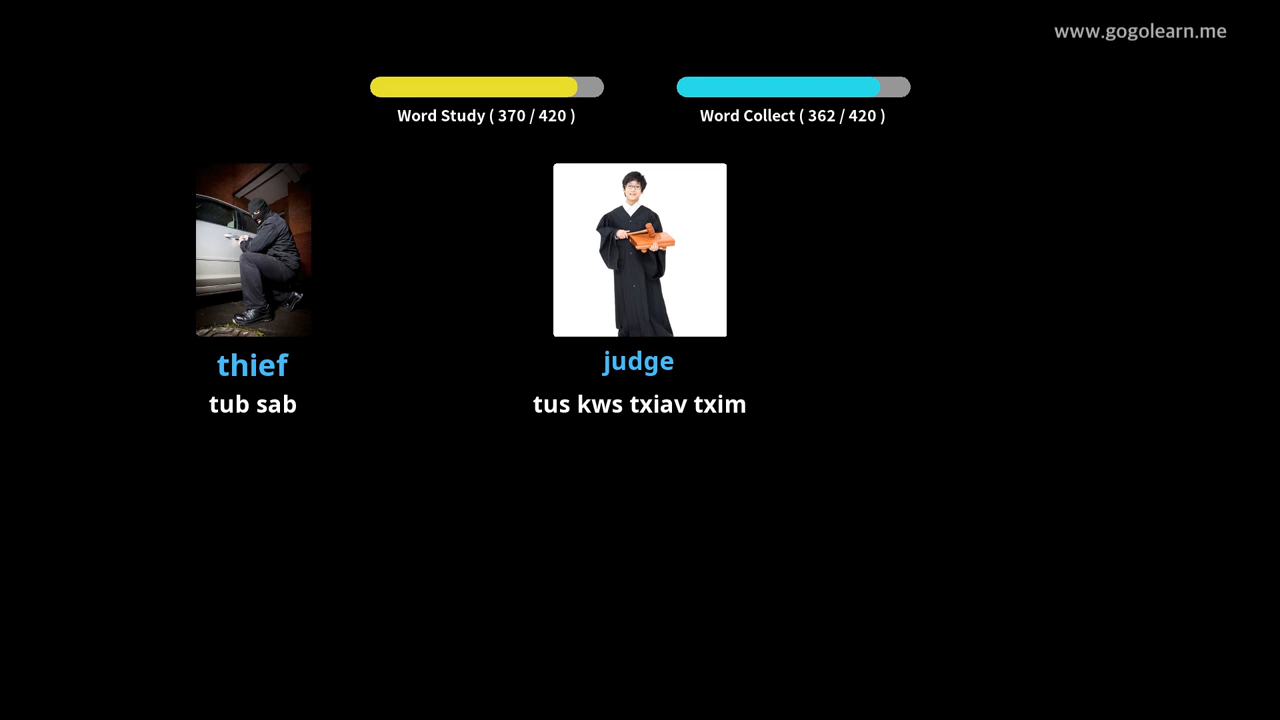 www.gogolearn.me
Word Study ( 370 / 420 )
Word Collect ( 362 / 420 )
thief
judge
tub sab
tus kws txiav txim